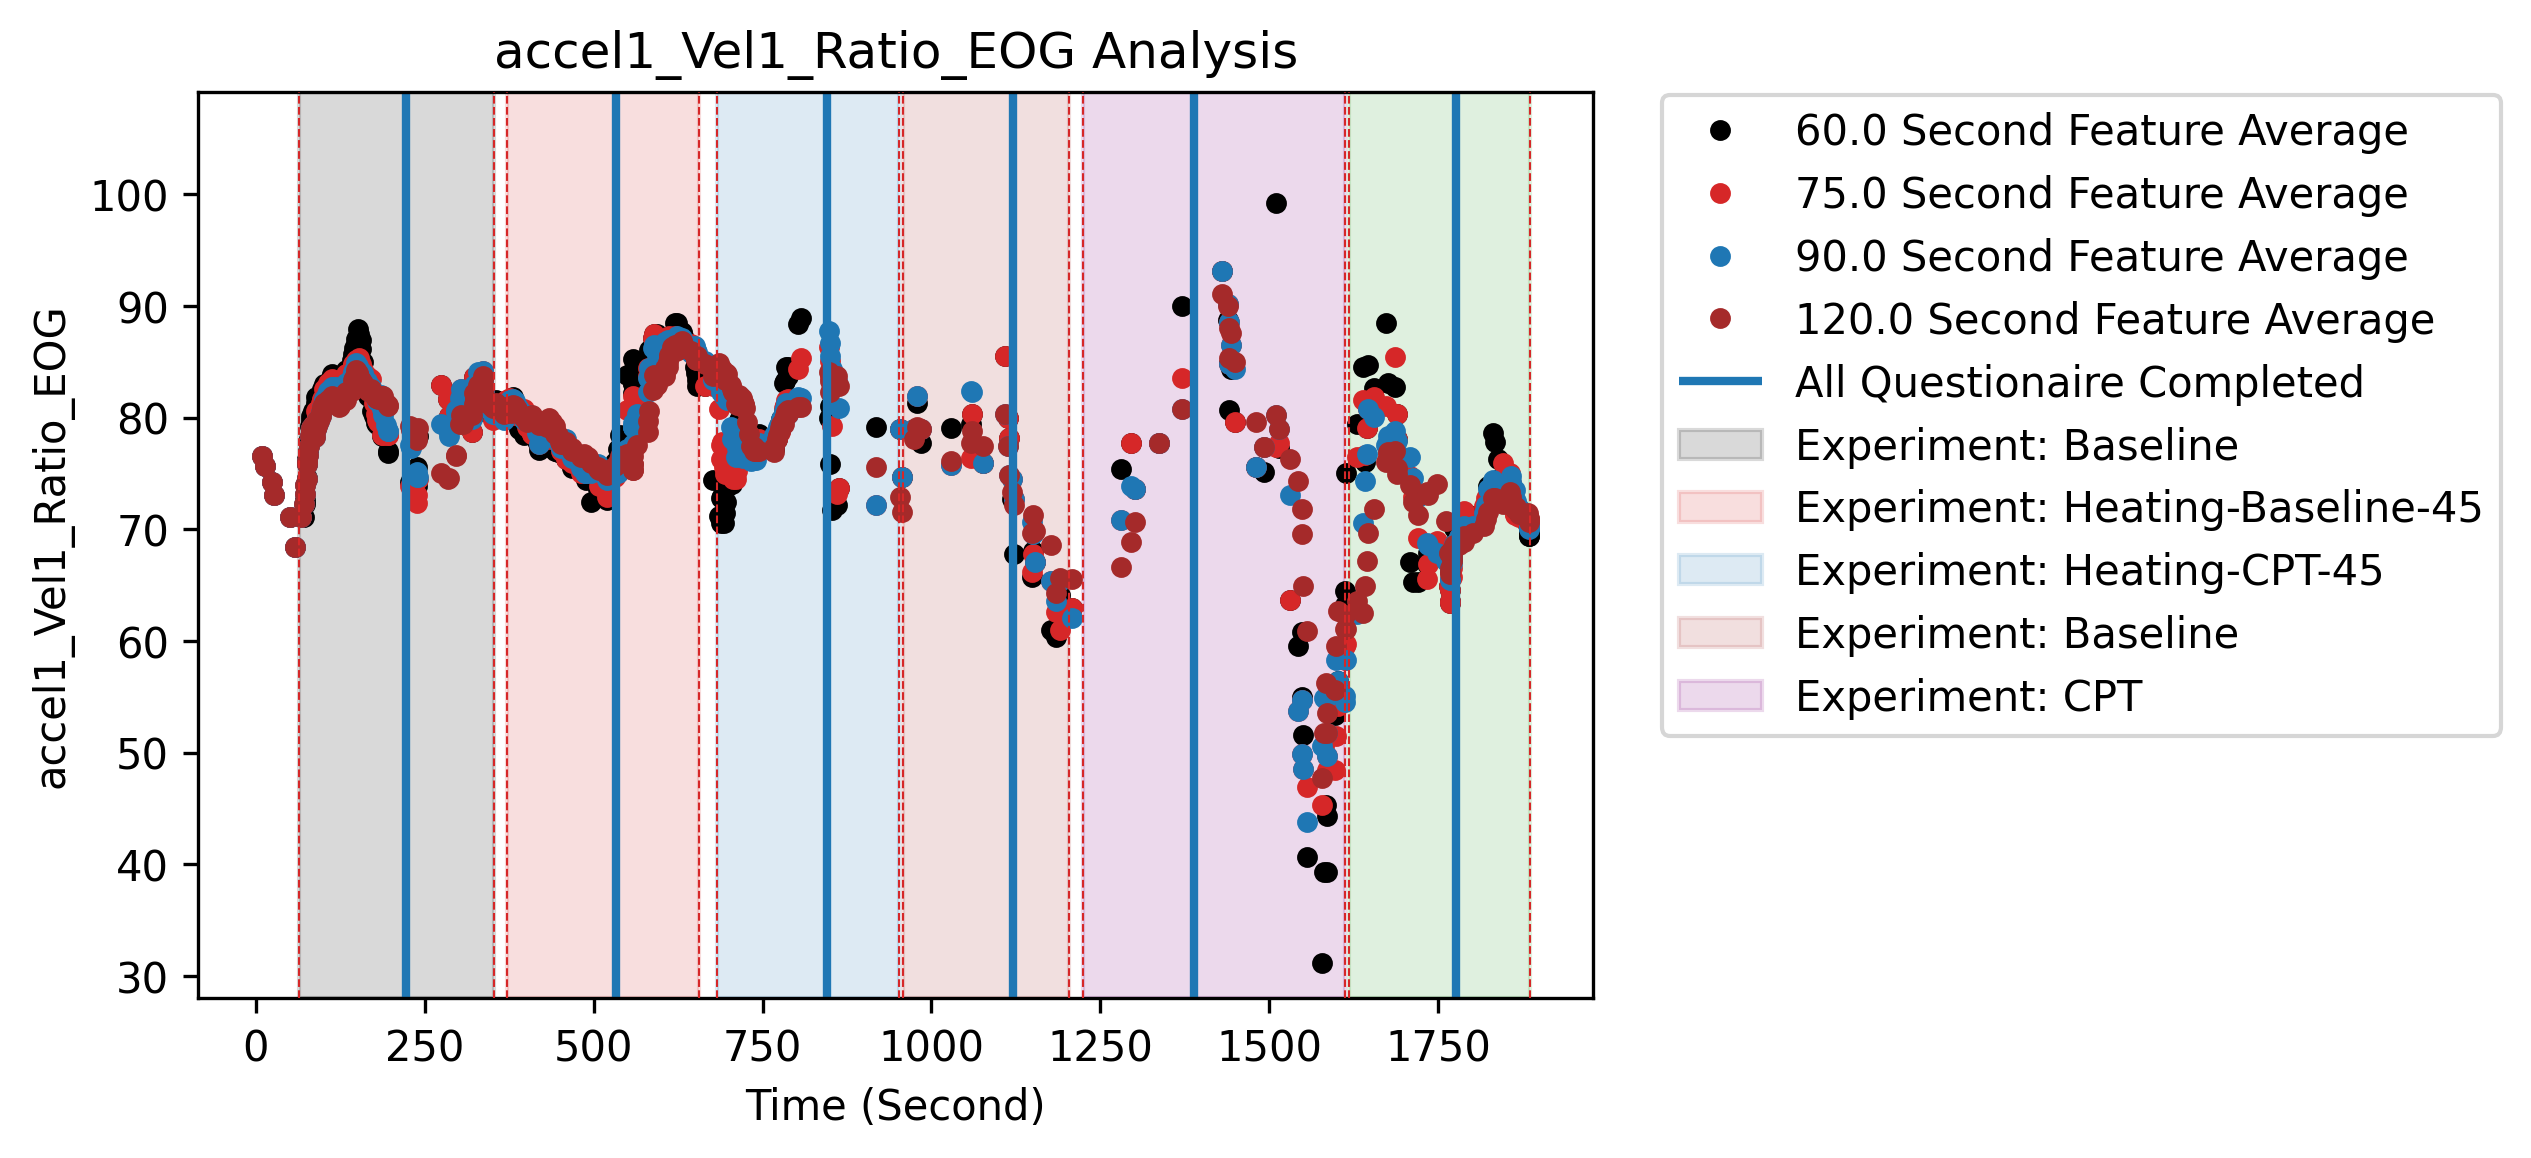 accel1_Vel1_Ratio_EOG Analysis
accel1_Vel1_Ratio_EOG
100
90
80
70
60
50
40
30
0 250 500 750 1000 1250 1500 1750
Time (Second)
60.0 Second Feature Average
75.0 Second Feature Average
90.0 Second Feature Average
120.0 Second Feature Average
All Questionaire Completed
Experiment: Baseline
Experiment: Heating-Baseline-45
Experiment: Heating-CPT-45
Experiment: Baseline
Experiment: CPT